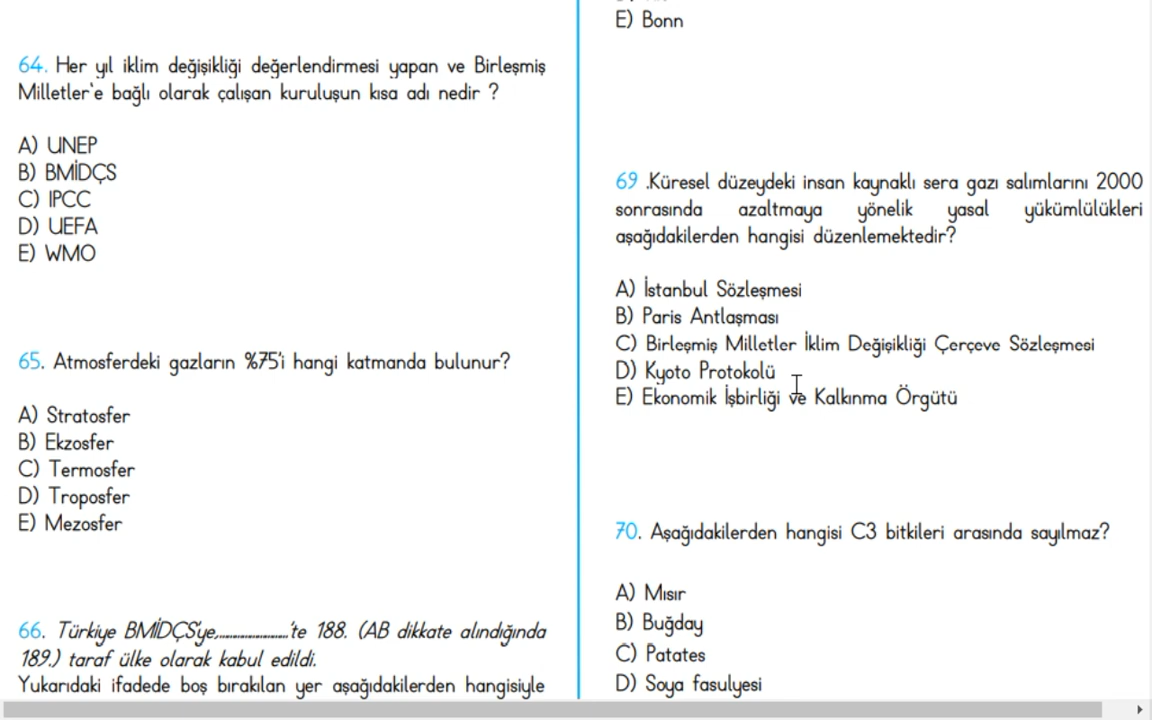 64. Her yıl iklim değişikliği değerlendirmesi yapan ve Birleşmiş
Milletler'e bağlı olarak çalışan kuruluşun kısa adı nedir ?
A) UNEP
B) BMİDÇS
C) IPCC
D) UEFA
E) WMO
65. Atmosferdeki gazların %75'i hangi katmanda bulunur?
A) Stratosfer
B) Ekzosfer
C) Termosfer
D) Troposfer
E) Mezosfer
66. Türkiye BMİDÇS'ye,........................'te 188. (AB dikkate alındığında
189.) taraf ülke olarak kabul edildi.
Yukarıdaki ifadede boş bırakılan yer aşağıdakilerden hangisiyle
E) Bonn
69 .Küresel düzeydeki insan kaynaklı sera gazı salımlarını 2000
sonrasında azaltmaya yönelik yasal yükümlülükleri
aşağıdakilerden hangisi düzenlemektedir?
A) İstanbul Sözleşmesi
B) Paris Antlaşması
C) Birleşmiş Milletler İklim Değişikliği Çerçeve Sözleşmesi
D) Kyoto Protokolü
E) Ekonomik İşbirliği ve Kalkınma Örgütü
70. Aşağıdakilerden hangisi C3 bitkileri arasında sayılmaz?
A) Mısır
B) Buğday
C) Patates
D) Soya fasulyesi